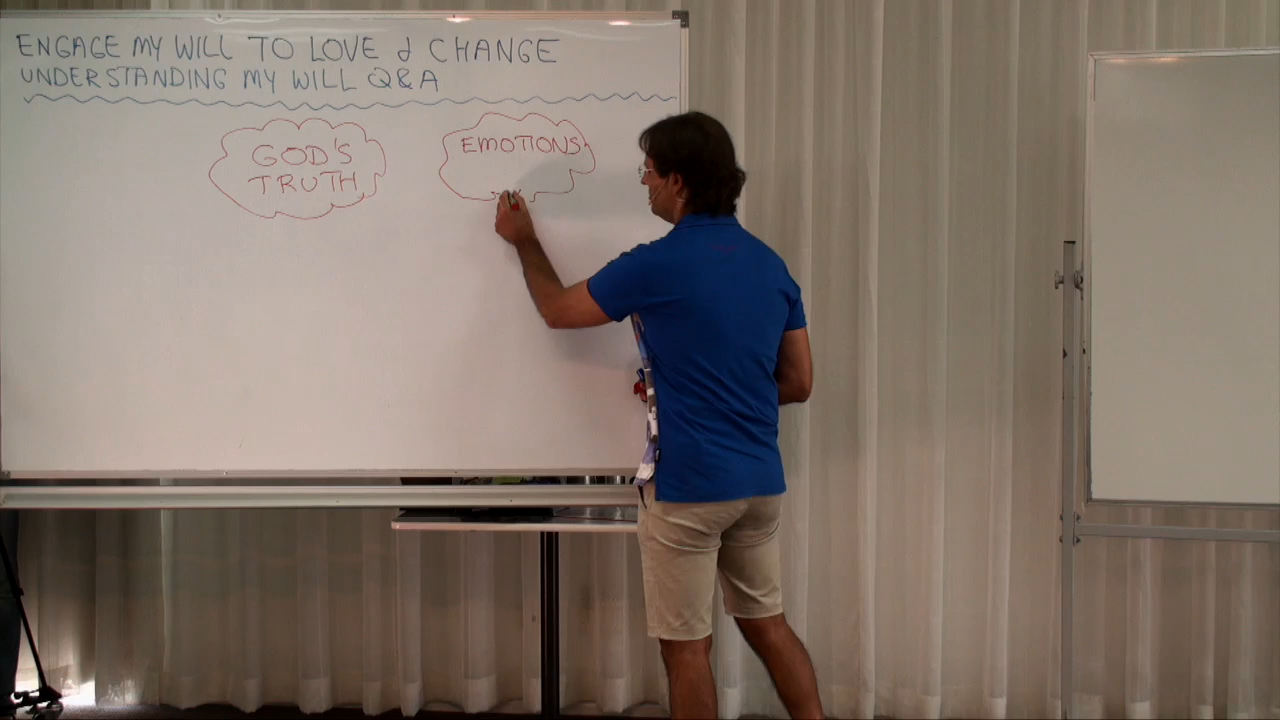 ENGAGE MY WILL TO LOVE & CHANGE
UNDERSTANDING MY WILL Q&A
GOD'S
TRUTH
EMOTIONS